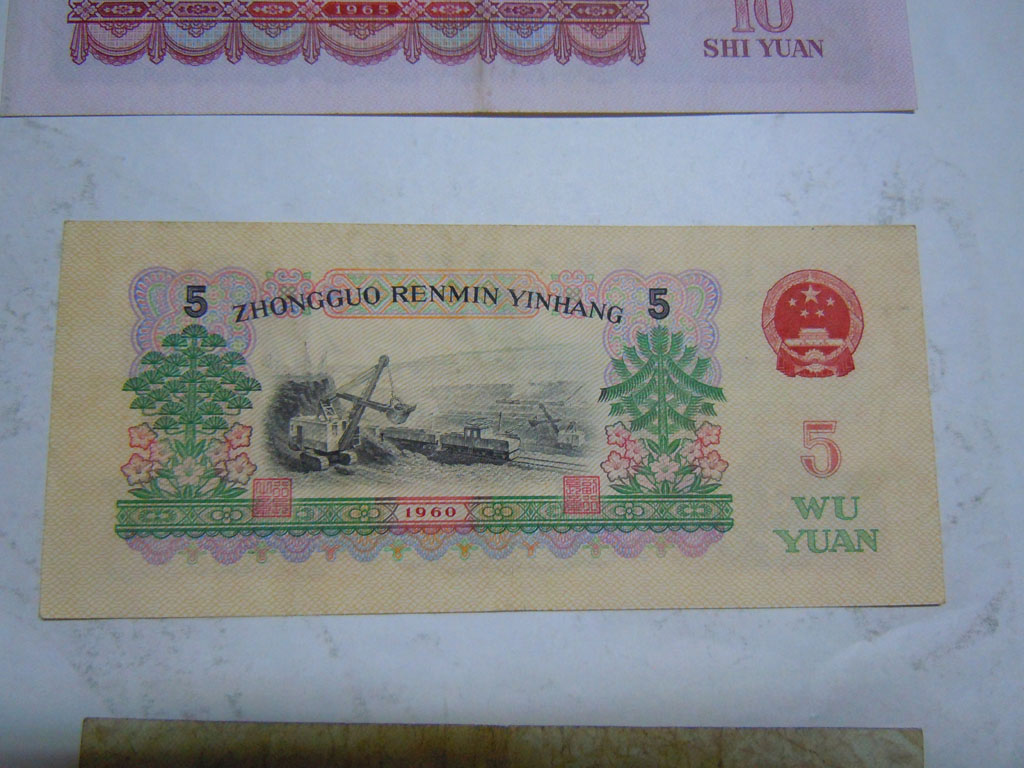 1965
10
SHI YUAN
5 ZHONGGUO RENMIN YINHANG 5
5
WU
YUAN
1960